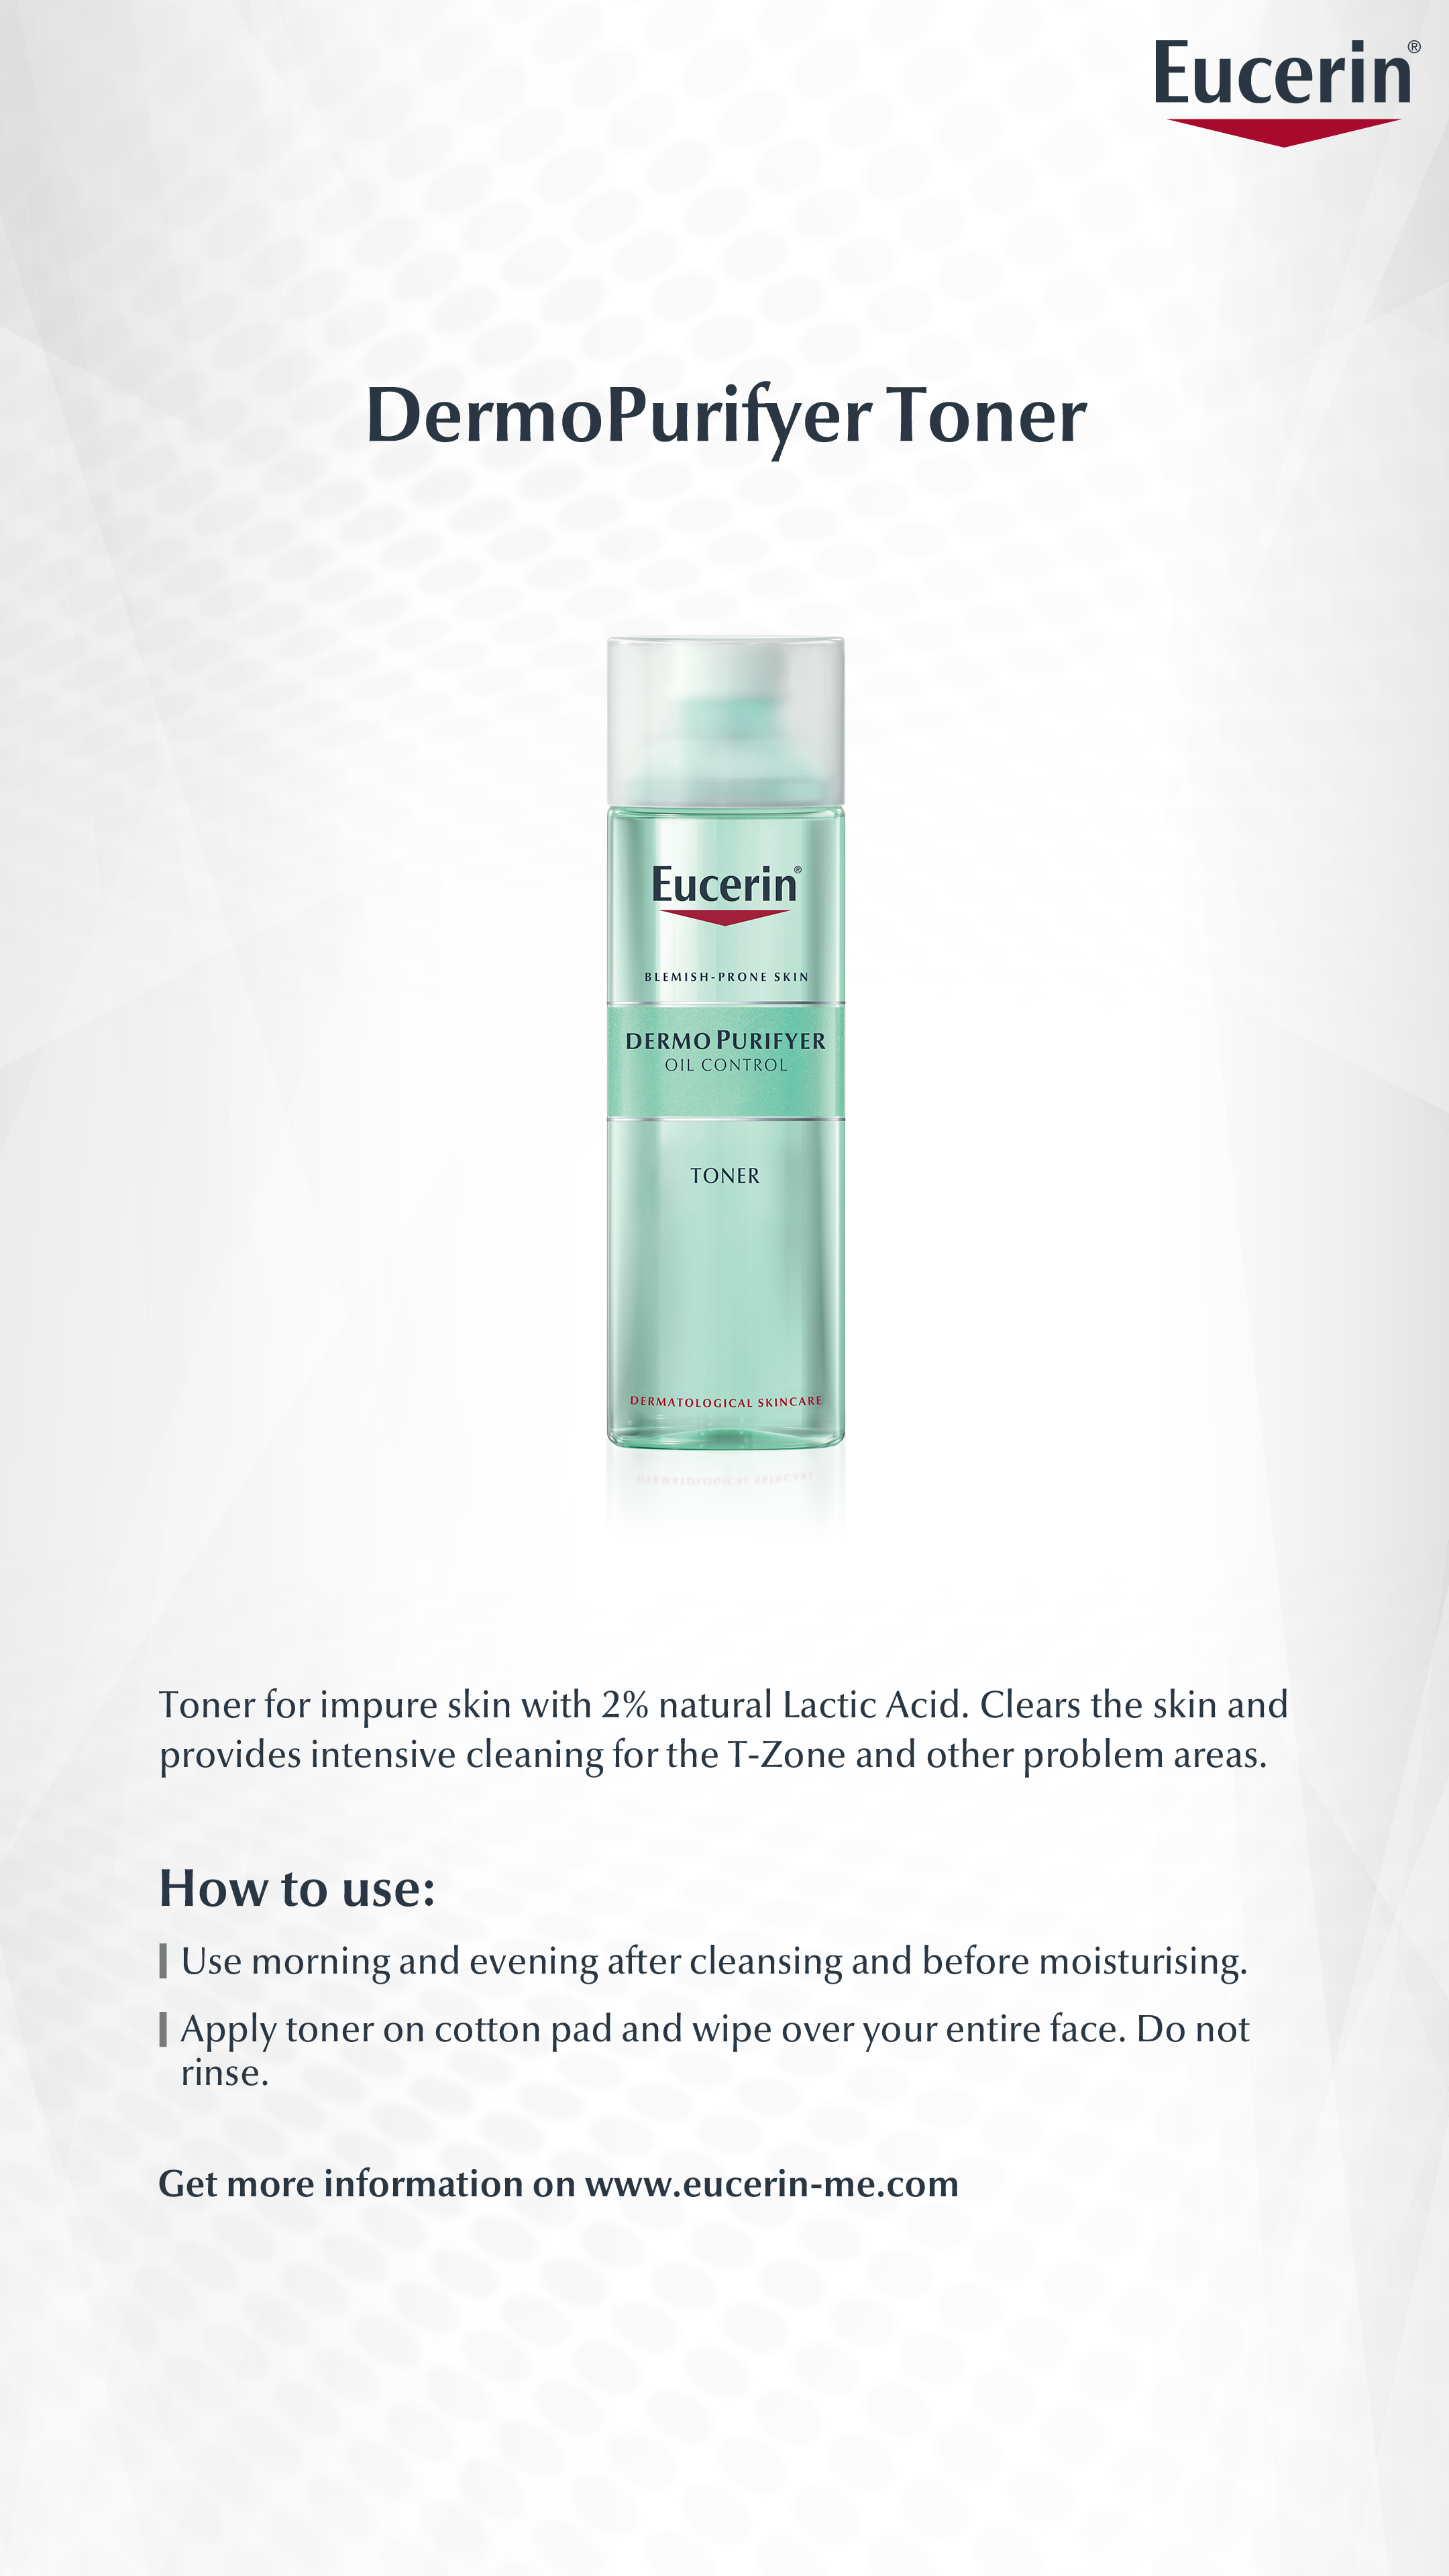 Eucerin®
DermoPurifyer Toner
Eucerin®
BLEMISH-PRONE SKIN
DERMO PURIFYER
OIL CONTROL
TONER
DERMATOLOGICAL SKINCARE
Toner for impure skin with 2% natural Lactic Acid. Clears the skin and
provides intensive cleaning for the T-Zone and other problem areas.
How to use:
Use morning and evening after cleansing and before moisturising.
Apply toner on cotton pad and wipe over your entire face. Do not
rinse.
Get more information on www.eucerin-me.com